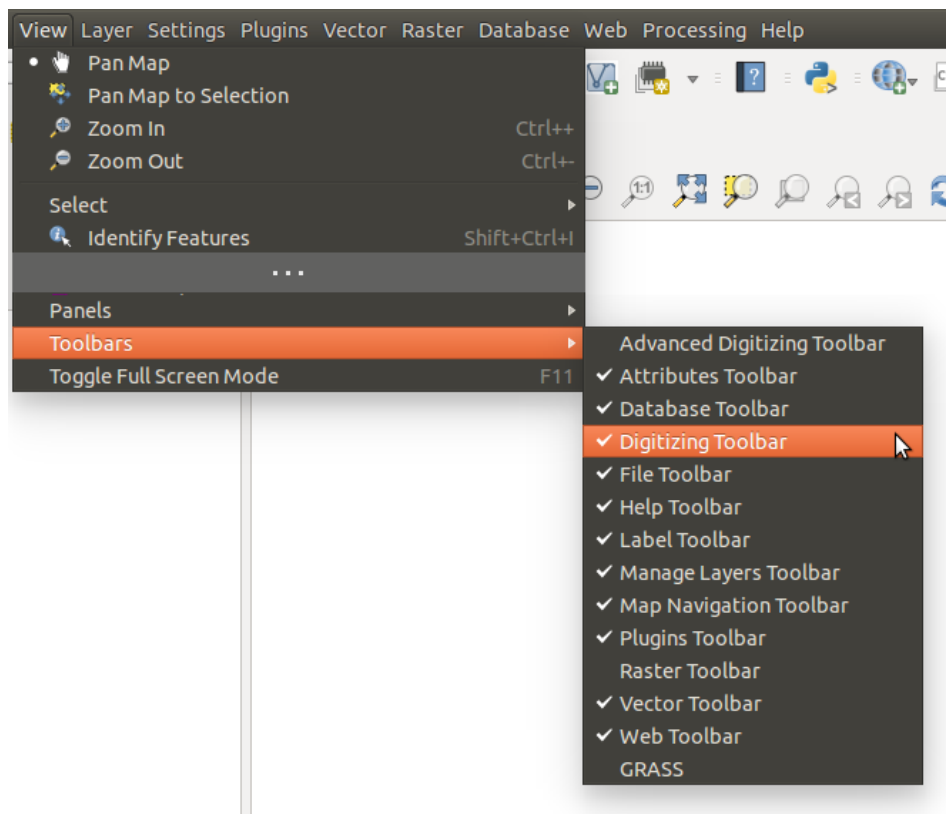 View Layer Settings Plugins Vector Raster Database Web Processing Help
Pan Map
Pan Map to Selection
Zoom In Ctrl++
Zoom Out Ctrl+-
Select
Identify Features Shift+Ctrl+I
...
Panels
Toolbars
Toggle Full Screen Mode F11
Advanced Digitizing Toolbar
Attributes Toolbar
Database Toolbar
Digitizing Toolbar
File Toolbar
Help Toolbar
Label Toolbar
Manage Layers Toolbar
Map Navigation Toolbar
Plugins Toolbar
Raster Toolbar
Vector Toolbar
Web Toolbar
GRASS
?
1:1